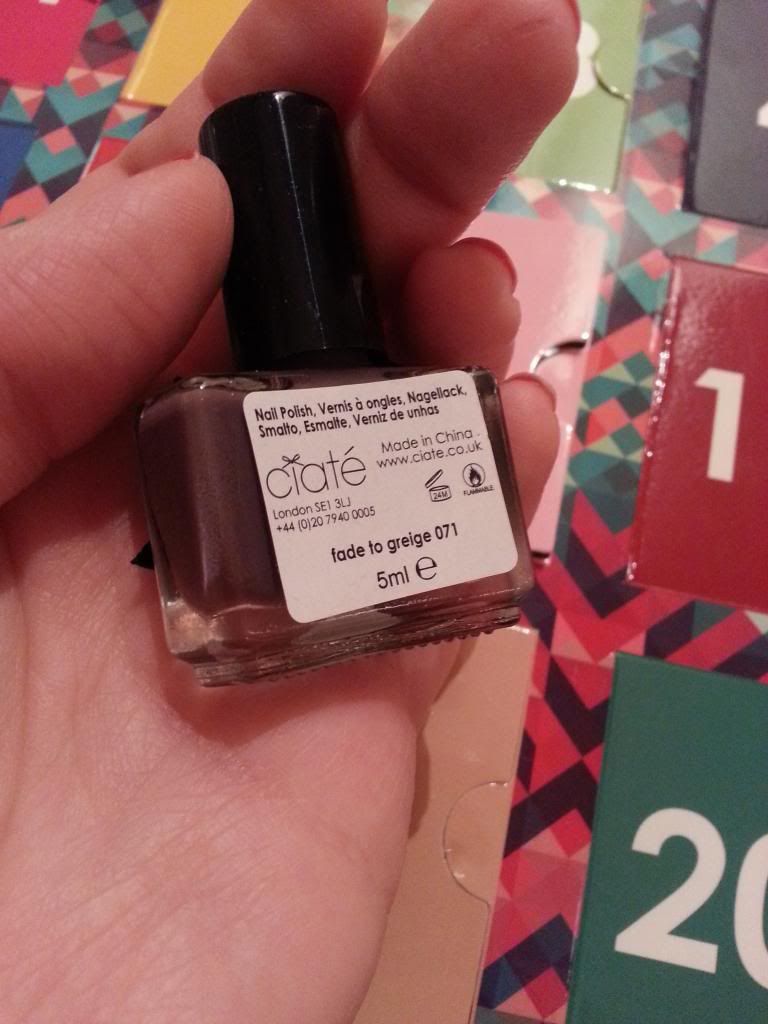 Nail Polish, Vernis à ongles, Nagellack,
Smalto, Esmalte, Verniz de unhas
ciaté
Made in China
www.ciate.co.uk
London SE1 3LJ
+44 (0)20 7940 0005
24M
FLAMMABLE
fade to greige 071
5ml e
1
20